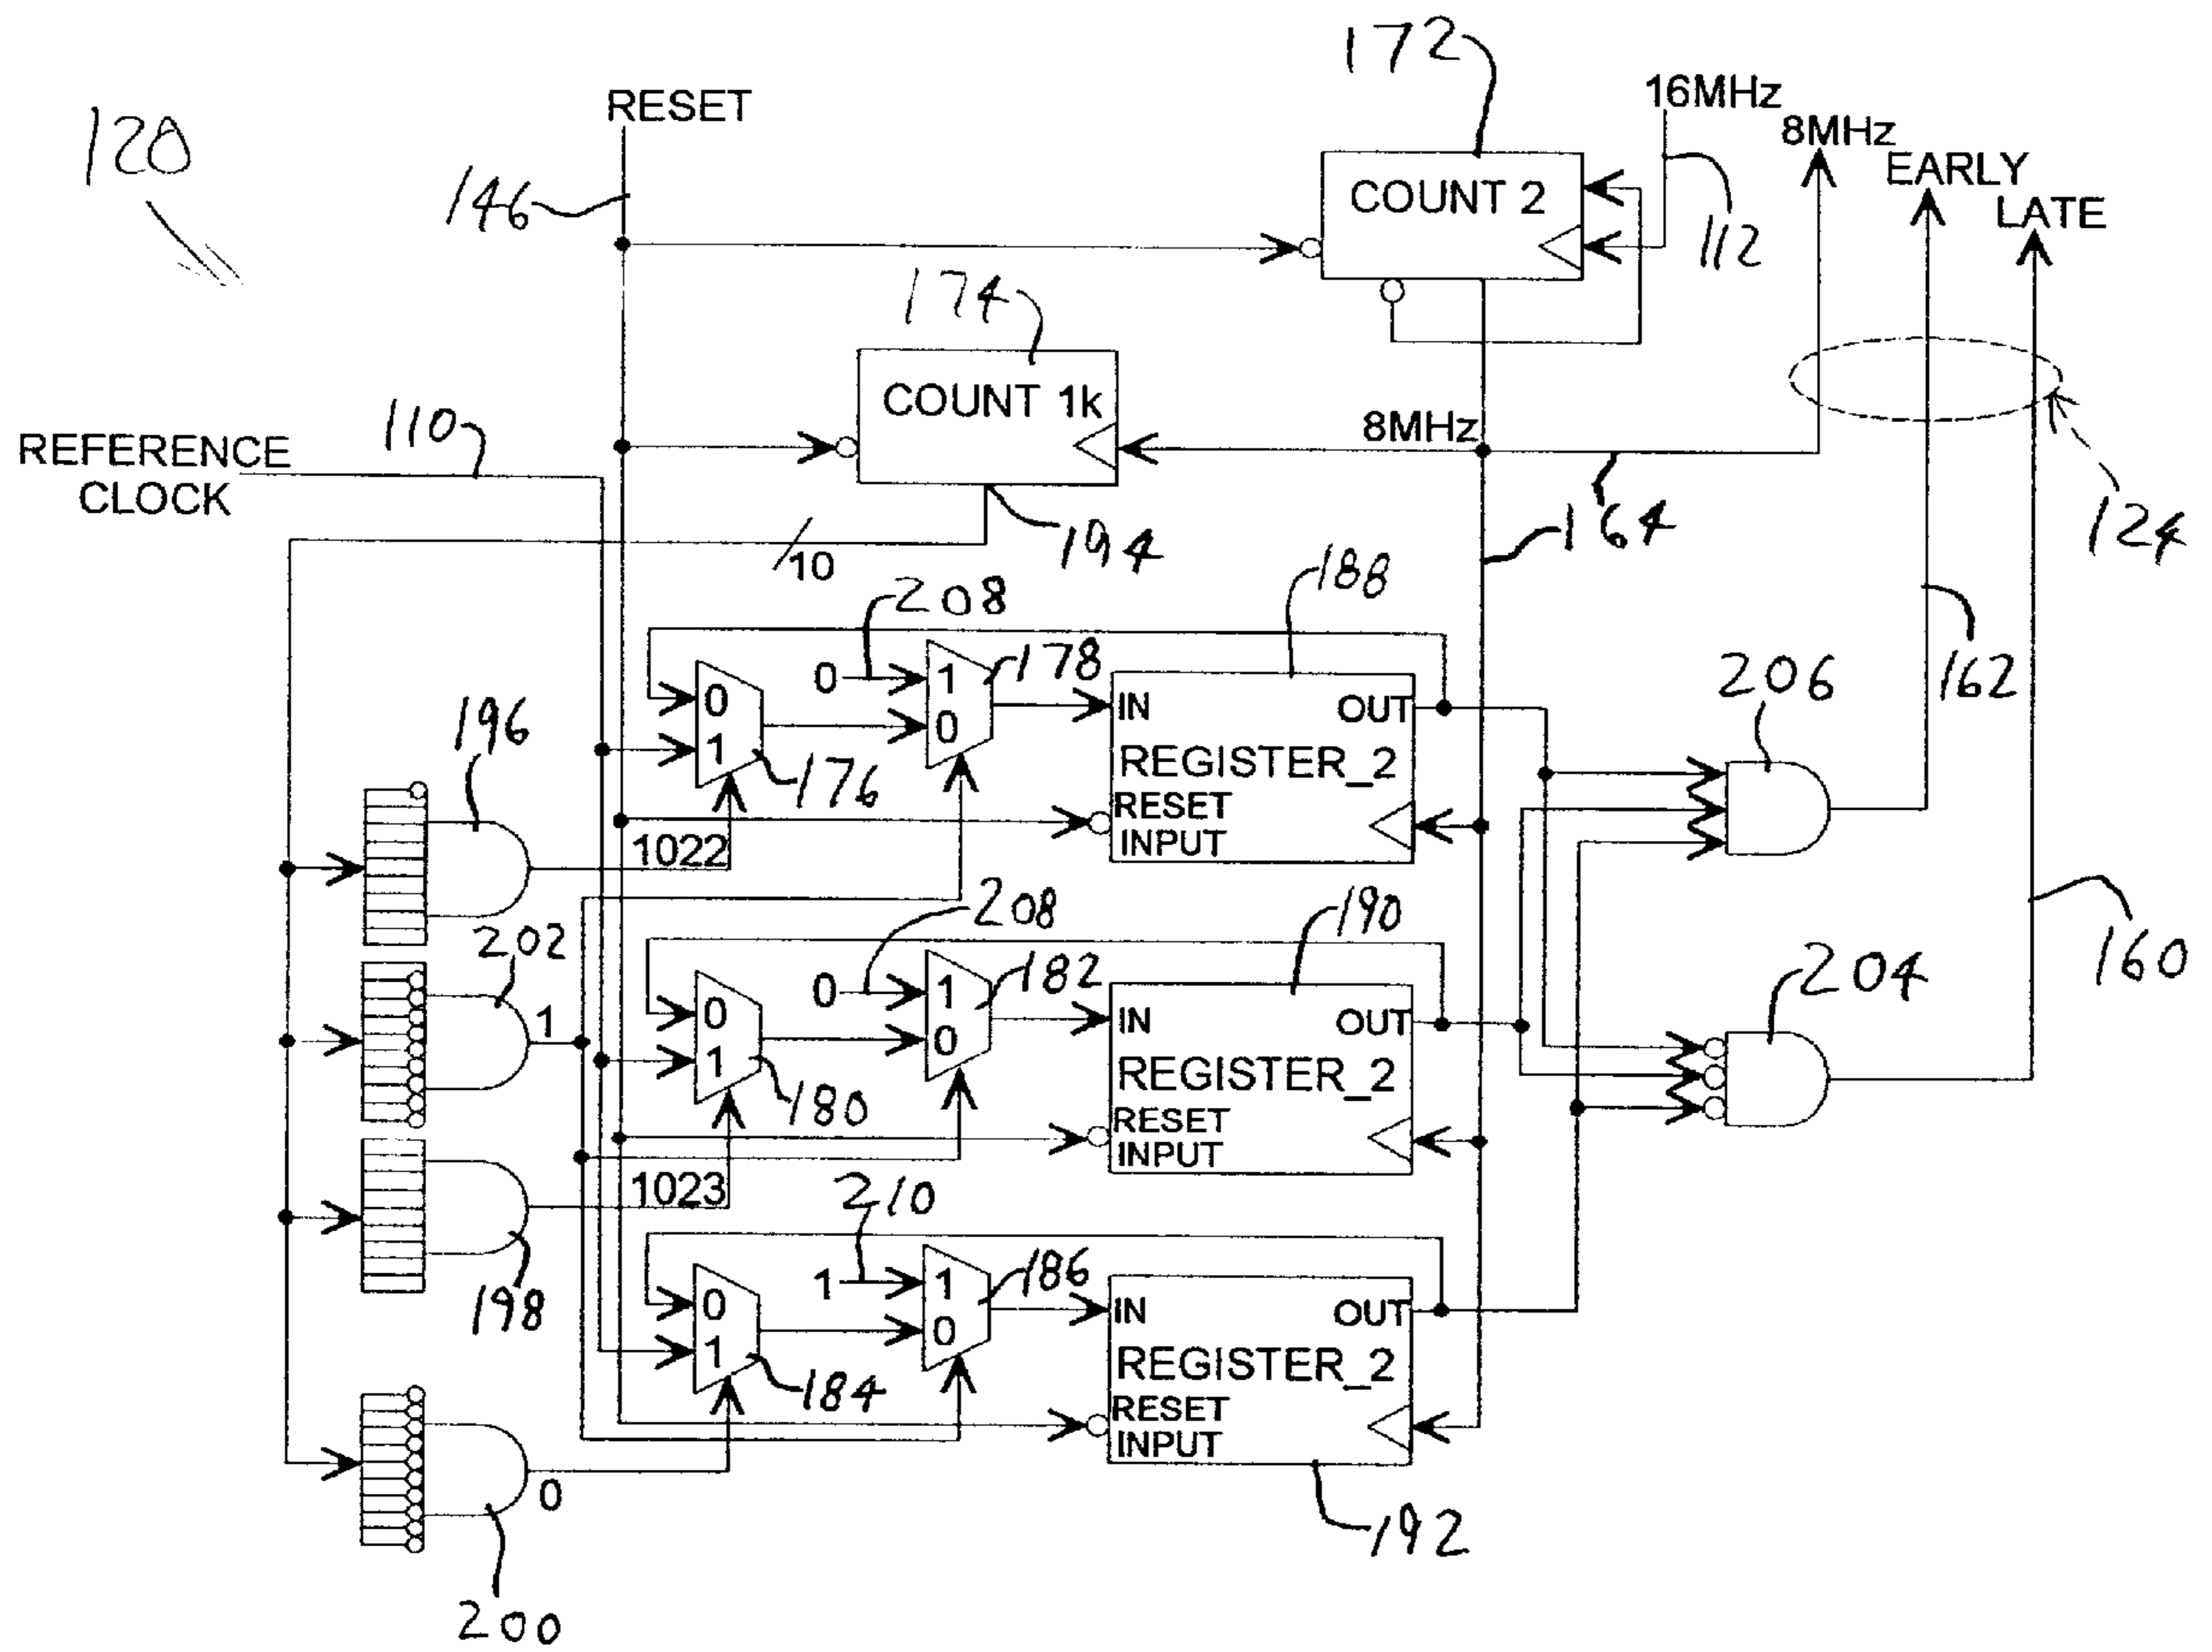 172
16MHz
8MHz
EARLY
LATE
120
RESET
146
COUNT 2
112
174
COUNT 1k
8MHz
110
REFERENCE
CLOCK
10
194
164
124
208
188
0
178
196
0
1
1
0
176
IN
OUT
REGISTER_2
RESET
INPUT
1022
206
162
202
1
208
190
0
182
0
1
1
0
180
IN
OUT
REGISTER_2
RESET
INPUT
204
160
1023
198
210
1
186
0
1
1
0
184
IN
OUT
REGISTER_2
RESET
INPUT
0
200
192